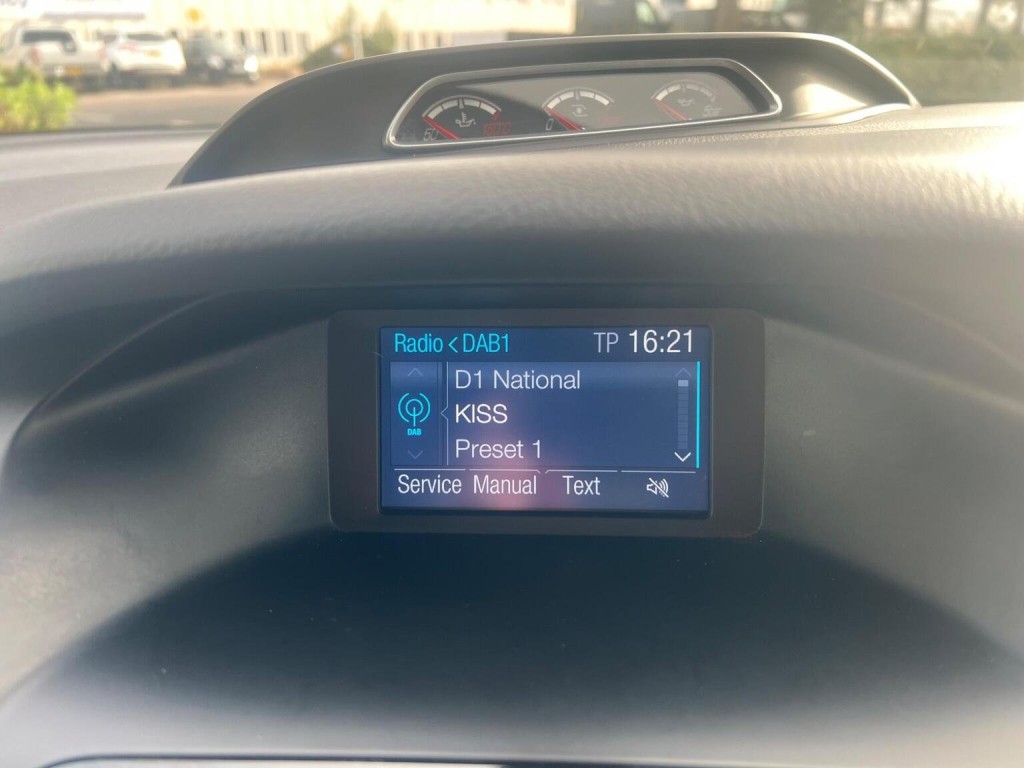 Radio < DAB1 TP 16:21
D1 National
KISS
DAB
Preset 1
Service Manual Text